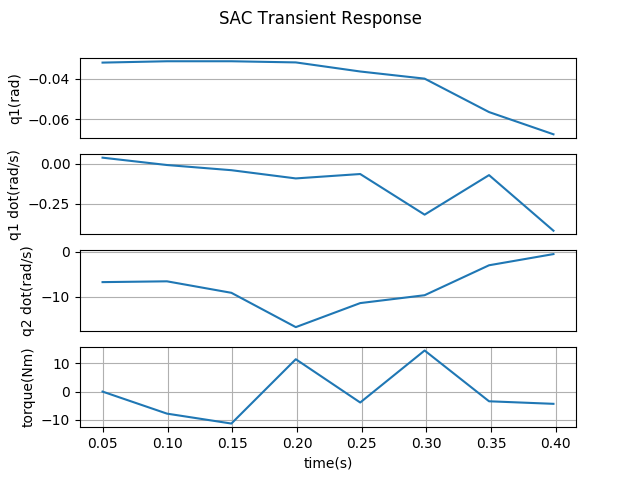 SAC Transient Response
−0.04
−0.06
q1(rad)
0.00
−0.25
q1 dot(rad/s)
0
−10
q2 dot(rad/s)
10
0
−10
torque(Nm)
0.05 0.10 0.15 0.20 0.25 0.30 0.35 0.40
time(s)